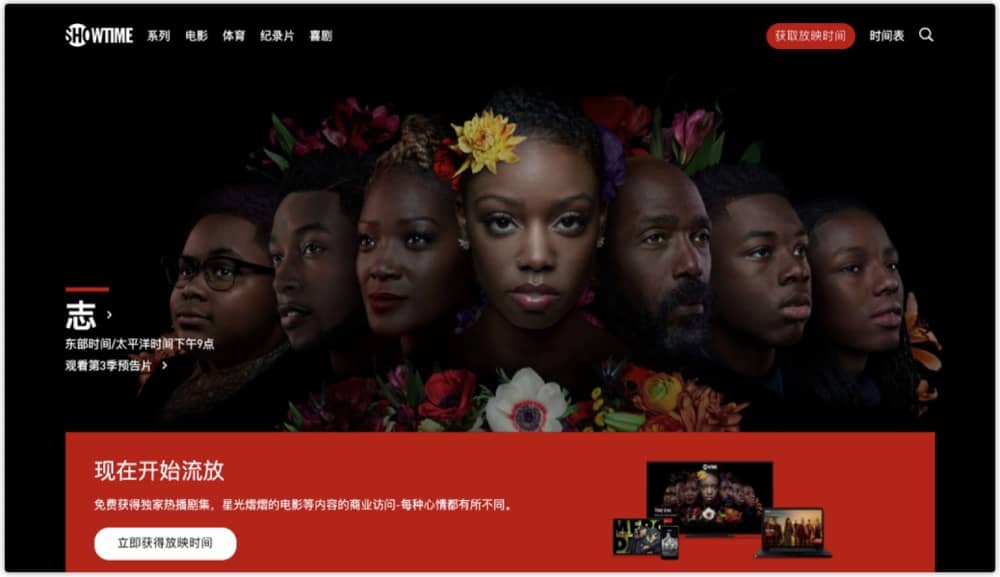 SHOWTIME 系列 电影 体育 纪录片 喜剧 获取放映时间 时间表
志
东部时间/太平洋时间下午9点
观看第3季预告片
现在开始流放
免费获得独家热播剧集，星光熠熠的电影等内容的商业访问-每种心情都有所不同。
立即获得放映时间
SHOWTIME